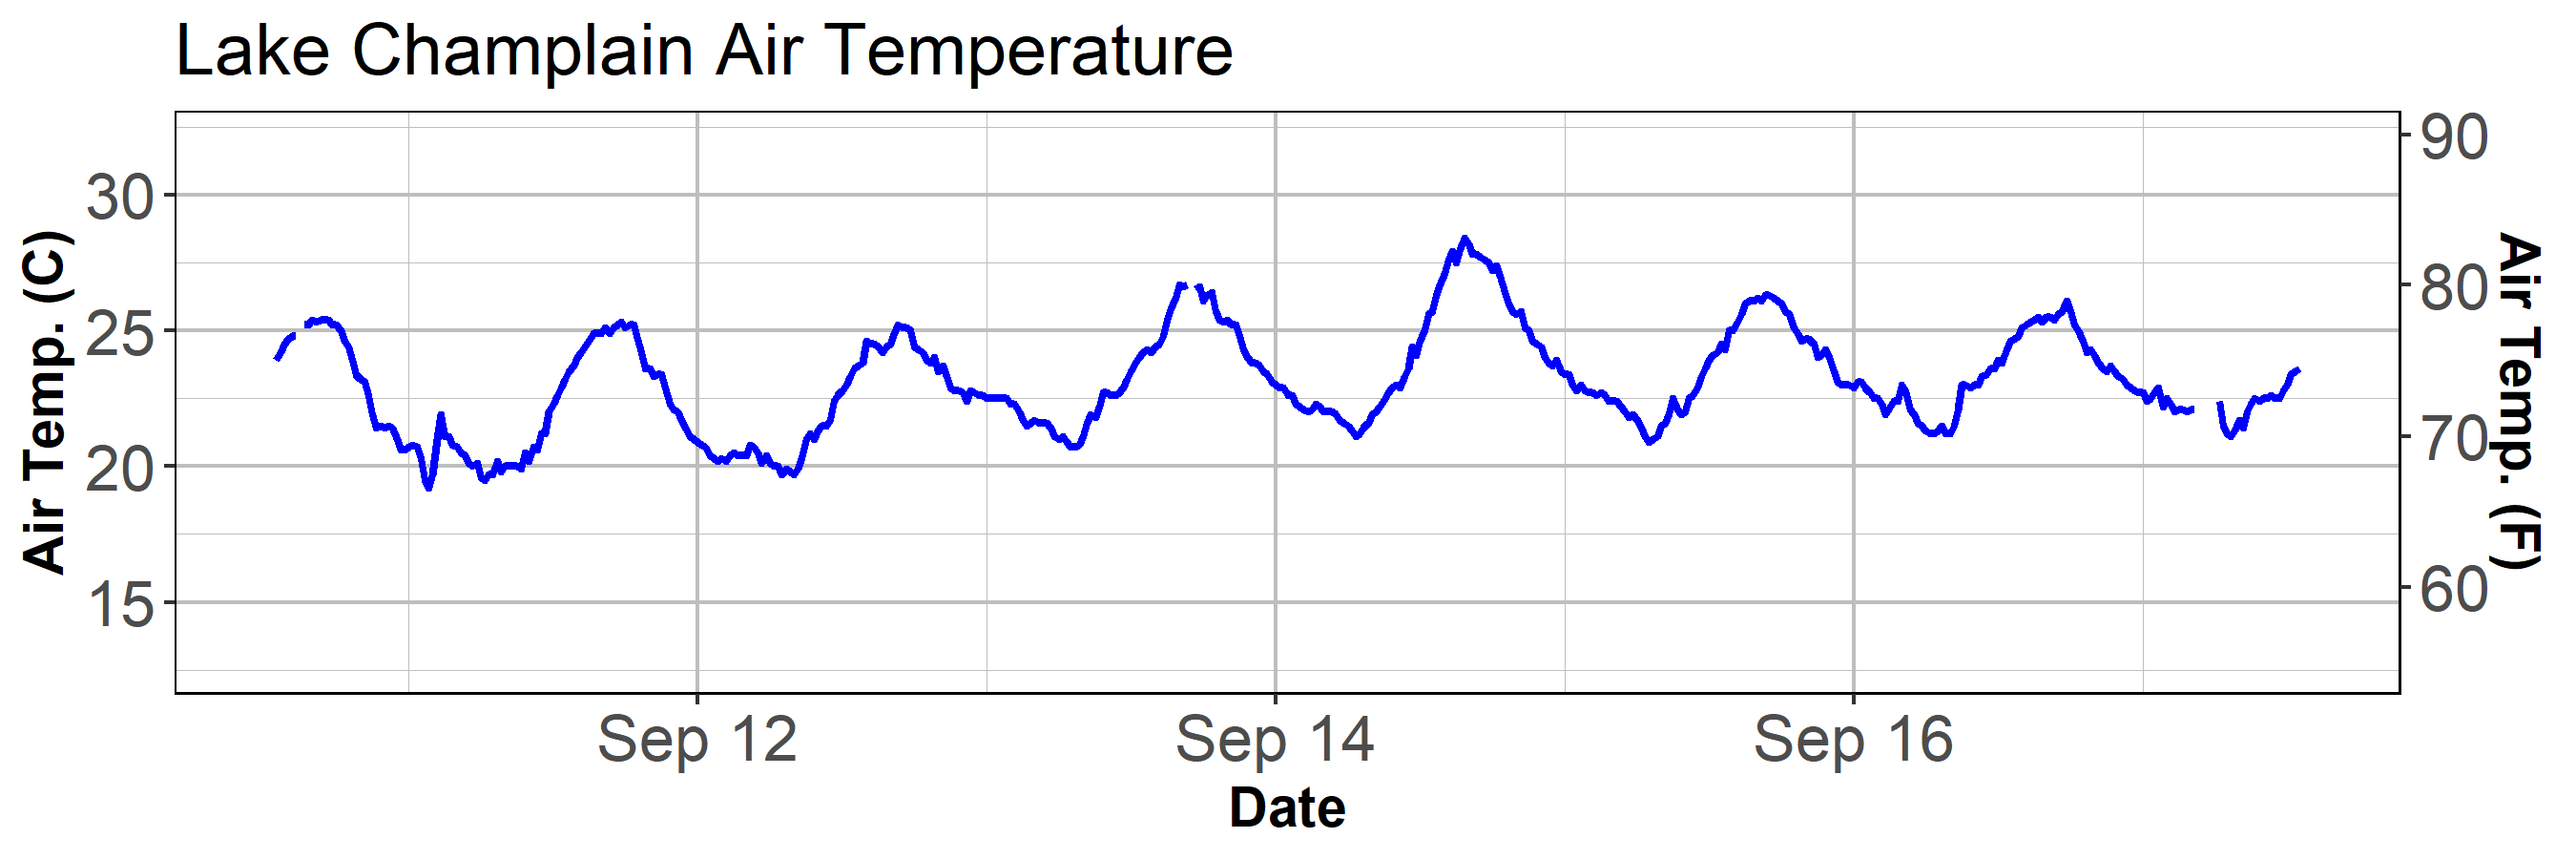 Lake Champlain Air Temperature
Air Temp. (C)
30
25
20
15
90
80
70
60
Air Temp. (F)
Sep 12 Sep 14 Sep 16
Date